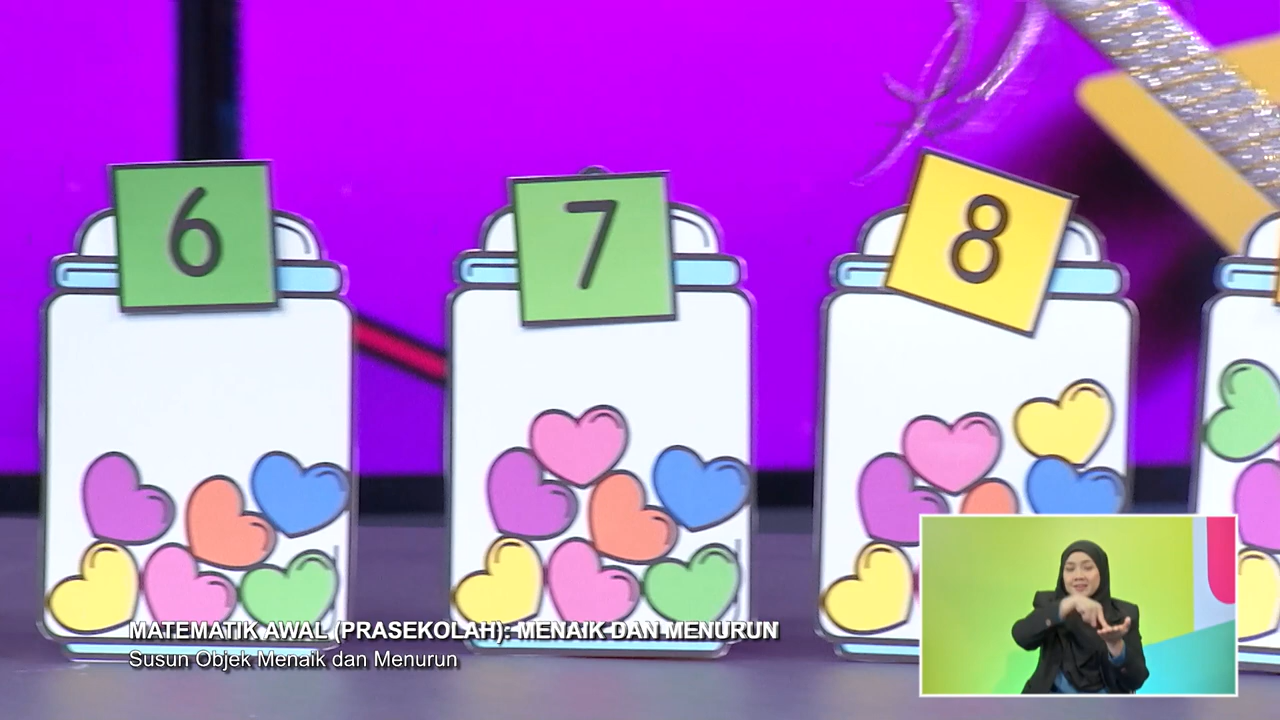 6
7
8
MATEMATIK AWAL (PRASEKOLAH): MENAIK DAN MENURUN
Susun Objek Menaik dan Menurun